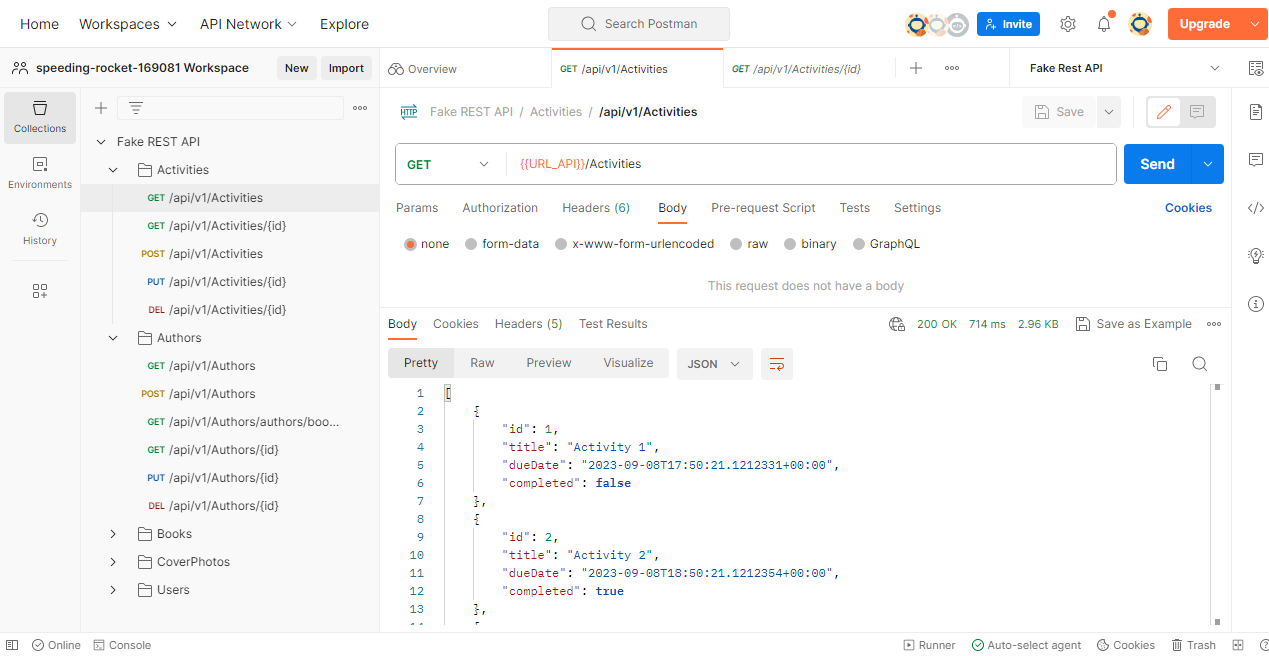 Home Workspaces API Network Explore Search Postman Invite Upgrade
speeding-rocket-169081 Workspace New Import Overview GET /api/v1/Activities GET /api/v1/Activities/{id} Fake Rest API
Collections
Environments
History
Fake REST API
Activities
GET /api/v1/Activities
GET /api/v1/Activities/{id}
POST /api/v1/Activities
PUT /api/v1/Activities/{id}
DEL /api/v1/Activities/{id}
Authors
GET /api/v1/Authors
POST /api/v1/Authors
GET /api/v1/Authors/authors/boo...
GET /api/v1/Authors/{id}
PUT /api/v1/Authors/{id}
DEL /api/v1/Authors/{id}
Books
CoverPhotos
Users
HTTP Fake REST API / Activities / /api/v1/Activities Save
GET {{URL_API}}/Activities Send
Params Authorization Headers (6) Body Pre-request Script Tests Settings Cookies
none form-data x-www-form-urlencoded raw binary GraphQL
This request does not have a body
Body Cookies Headers (5) Test Results 200 OK 714 ms 2.96 KB Save as Example
Pretty Raw Preview Visualize JSON
1 [
2 {
3 "id": 1,
4 "title": "Activity 1",
5 "dueDate": "2023-09-08T17:50:21.1212331+00:00",
6 "completed": false
7 },
8 {
9 "id": 2,
10 "title": "Activity 2",
11 "dueDate": "2023-09-08T18:50:21.1212354+00:00",
12 "completed": true
13 },
Online Console Runner Auto-select agent Cookies Trash